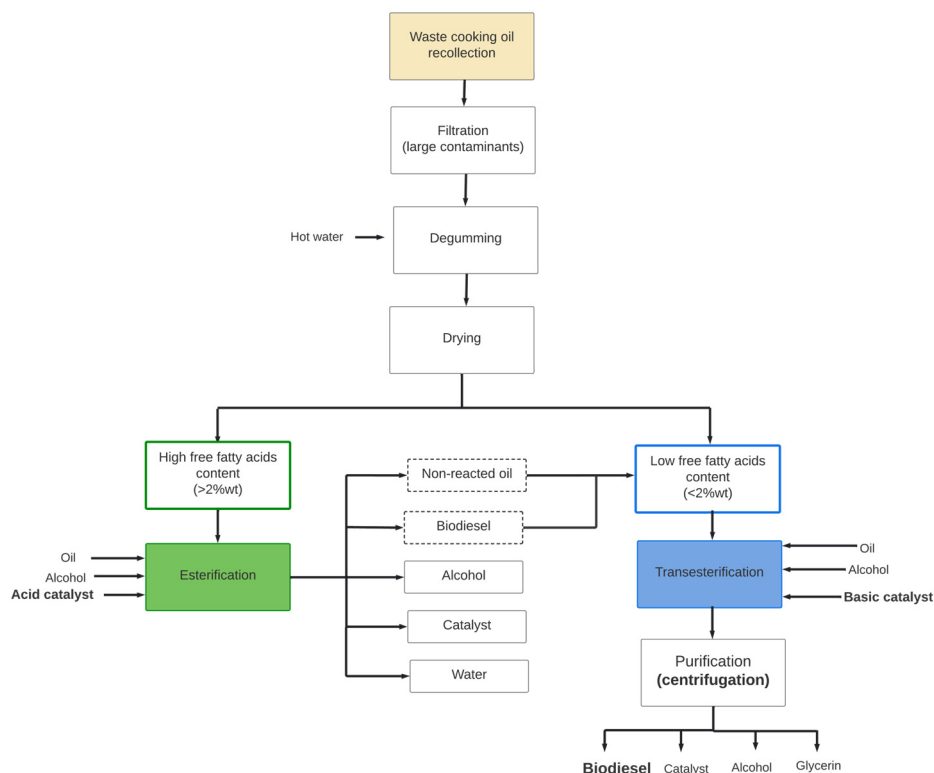 Waste cooking oil
recollection
Filtration
(large contaminants)
Hot water
Degumming
Drying
High free fatty acids
content
(>2%wt)
Non-reacted oil
Low free fatty acids
content
(<2%wt)
Biodiesel
Oil
Alcohol
Acid catalyst
Esterification
Alcohol
Catalyst
Water
Transesterification
Oil
Alcohol
Basic catalyst
Purification
(centrifugation)
Biodiesel
Catalyst
Alcohol
Glycerin